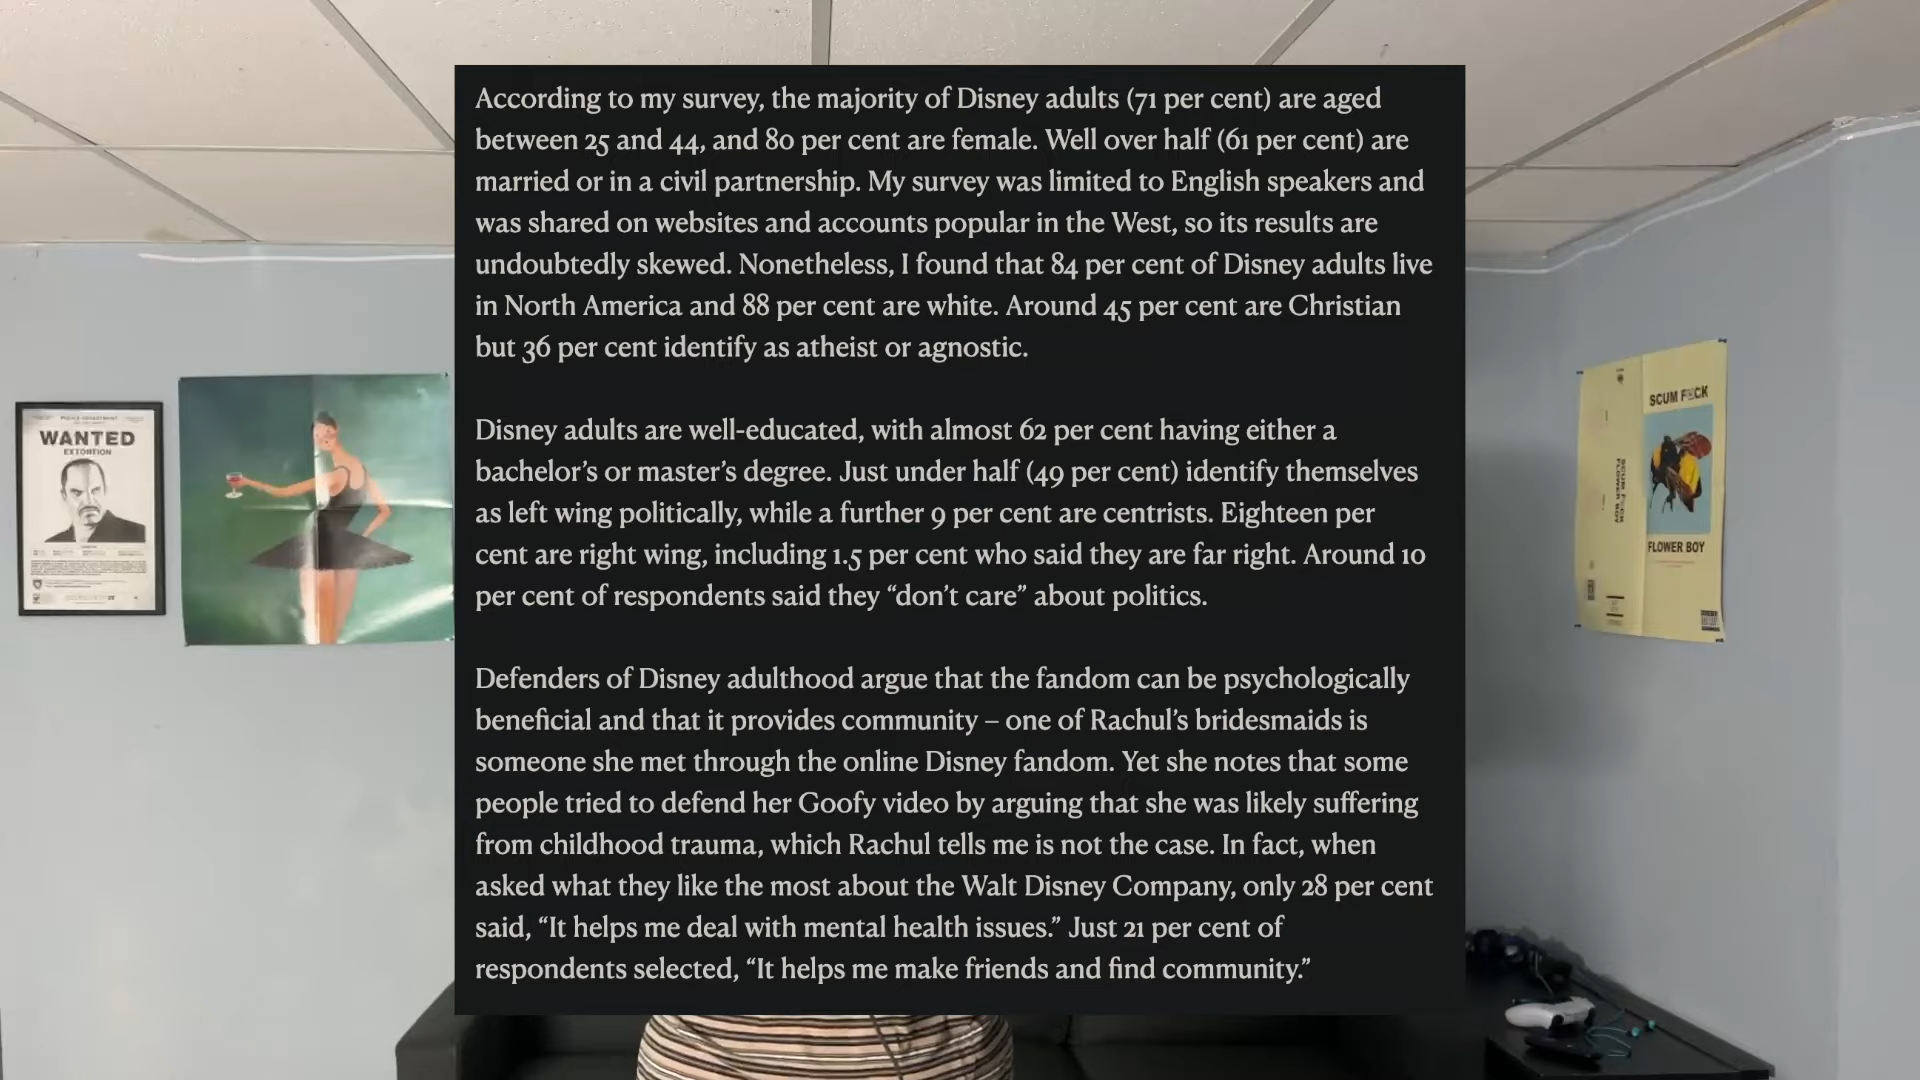 According to my survey, the majority of Disney adults (71 per cent) are aged
between 25 and 44, and 80 per cent are female. Well over half (61 per cent) are
married or in a civil partnership. My survey was limited to English speakers and
was shared on websites and accounts popular in the West, so its results are
undoubtedly skewed. Nonetheless, I found that 84 per cent of Disney adults live
in North America and 88 per cent are white. Around 45 per cent are Christian
but 36 per cent identify as atheist or agnostic.
Disney adults are well-educated, with almost 62 per cent having either a
bachelor’s or master’s degree. Just under half (49 per cent) identify themselves
as left wing politically, while a further 9 per cent are centrists. Eighteen per
cent are right wing, including 1.5 per cent who said they are far right. Around 10
per cent of respondents said they “don’t care” about politics.
Defenders of Disney adulthood argue that the fandom can be psychologically
beneficial and that it provides community – one of Rachul’s bridesmaids is
someone she met through the online Disney fandom. Yet she notes that some
people tried to defend her Goofy video by arguing that she was likely suffering
from childhood trauma, which Rachul tells me is not the case. In fact, when
asked what they like the most about the Walt Disney Company, only 28 per cent
said, “It helps me deal with mental health issues.” Just 21 per cent of
respondents selected, “It helps me make friends and find community.”
WANTED
EXTORTION
SCUM F*CK
FLOWER BOY